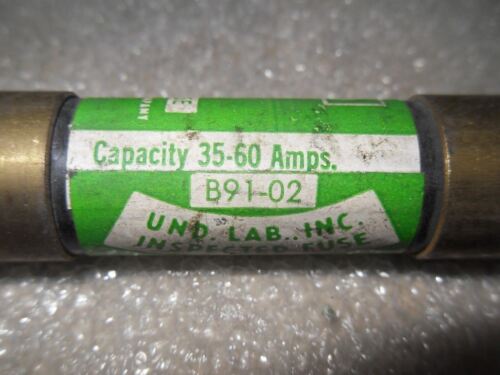 Capacity 35-60 Amps.
B91-02
UND. LAB., INC.
INSPECTED FUSE